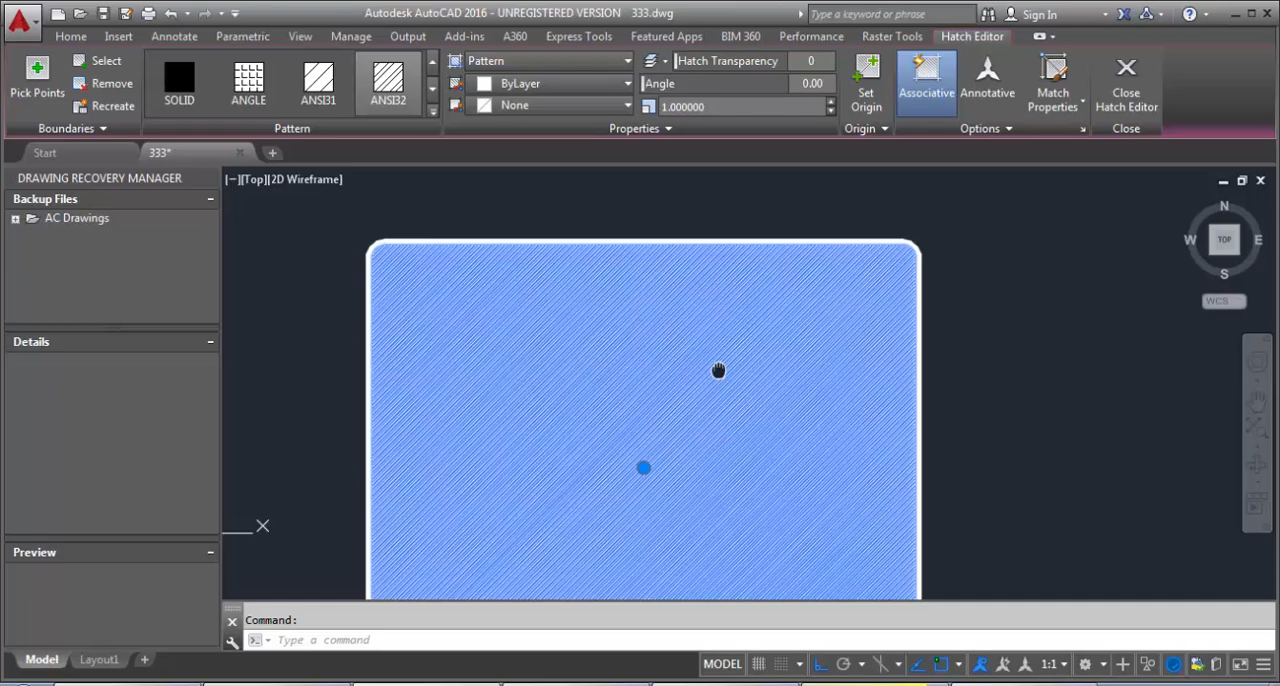 Autodesk AutoCAD 2016 - UNREGISTERED VERSION 333.dwg
Type a keyword or phrase
Sign In
Home Insert Annotate Parametric View Manage Output Add-ins A360 Express Tools Featured Apps BIM 360 Performance Raster Tools Hatch Editor
Pick Points
Select
Remove
Recreate
Boundaries
SOLID ANGLE ANSI31 ANSI32
Pattern
Pattern
ByLayer
None
Hatch Transparency 0
Angle 0.00
1.000000
Properties
Set
Origin
Origin
Associative
Annotative
Match
Properties
Options
Close
Hatch Editor
Close
Start 333*
DRAWING RECOVERY MANAGER
Backup Files
AC Drawings
Details
Preview
[−][Top][2D Wireframe]
N
W TOP E
S
WCS
X
Command:
Type a command
Model Layout1
MODEL 1:1